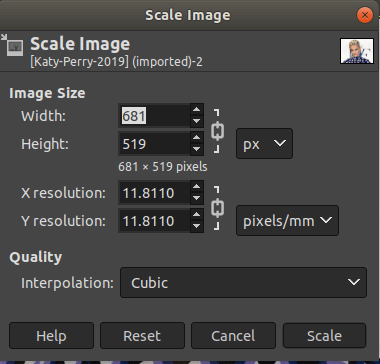 Scale Image
Scale Image
[Katy-Perry-2019] (imported)-2
Image Size
Width: 681
Height: 519 px
681 × 519 pixels
X resolution: 11.8110
Y resolution: 11.8110 pixels/mm
Quality
Interpolation: Cubic
Help Reset Cancel Scale